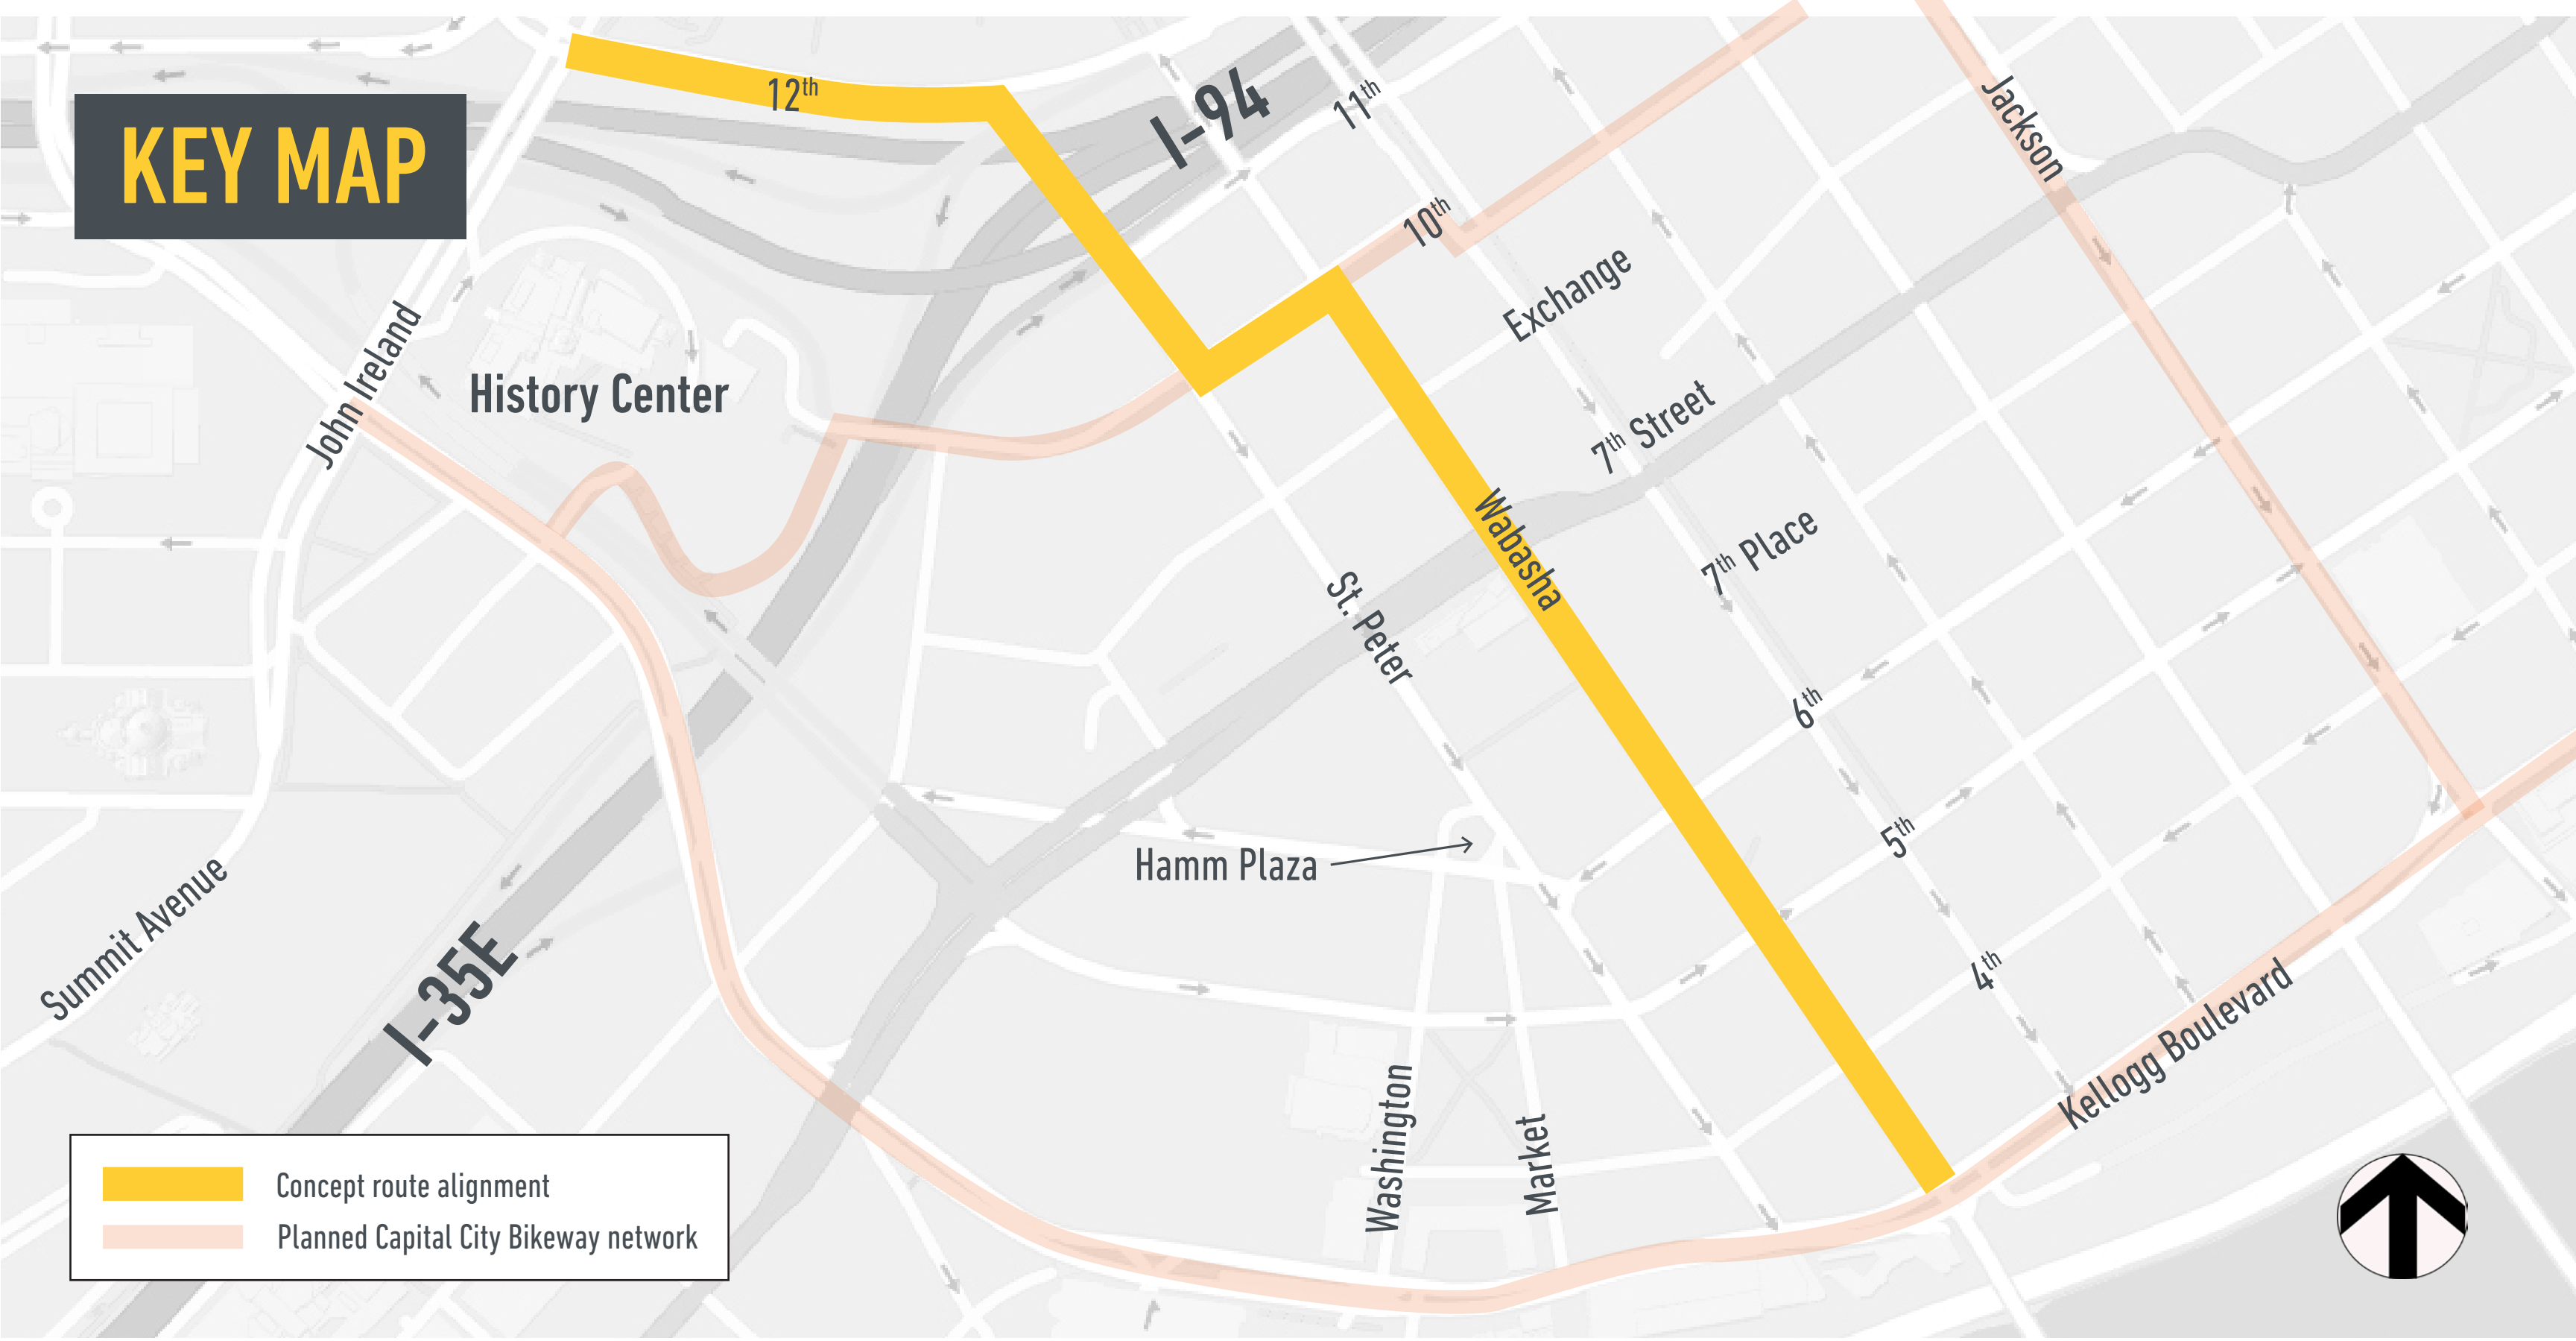 KEY MAP
12th
I-94
11th
Jackson
10th
Exchange
John Ireland
History Center
7th Street
Wabasha
7th Place
St. Peter
6th
Hamm Plaza
5th
Summit Avenue
I-35E
4th
Kellogg Boulevard
Washington
Market
Concept route alignment
Planned Capital City Bikeway network